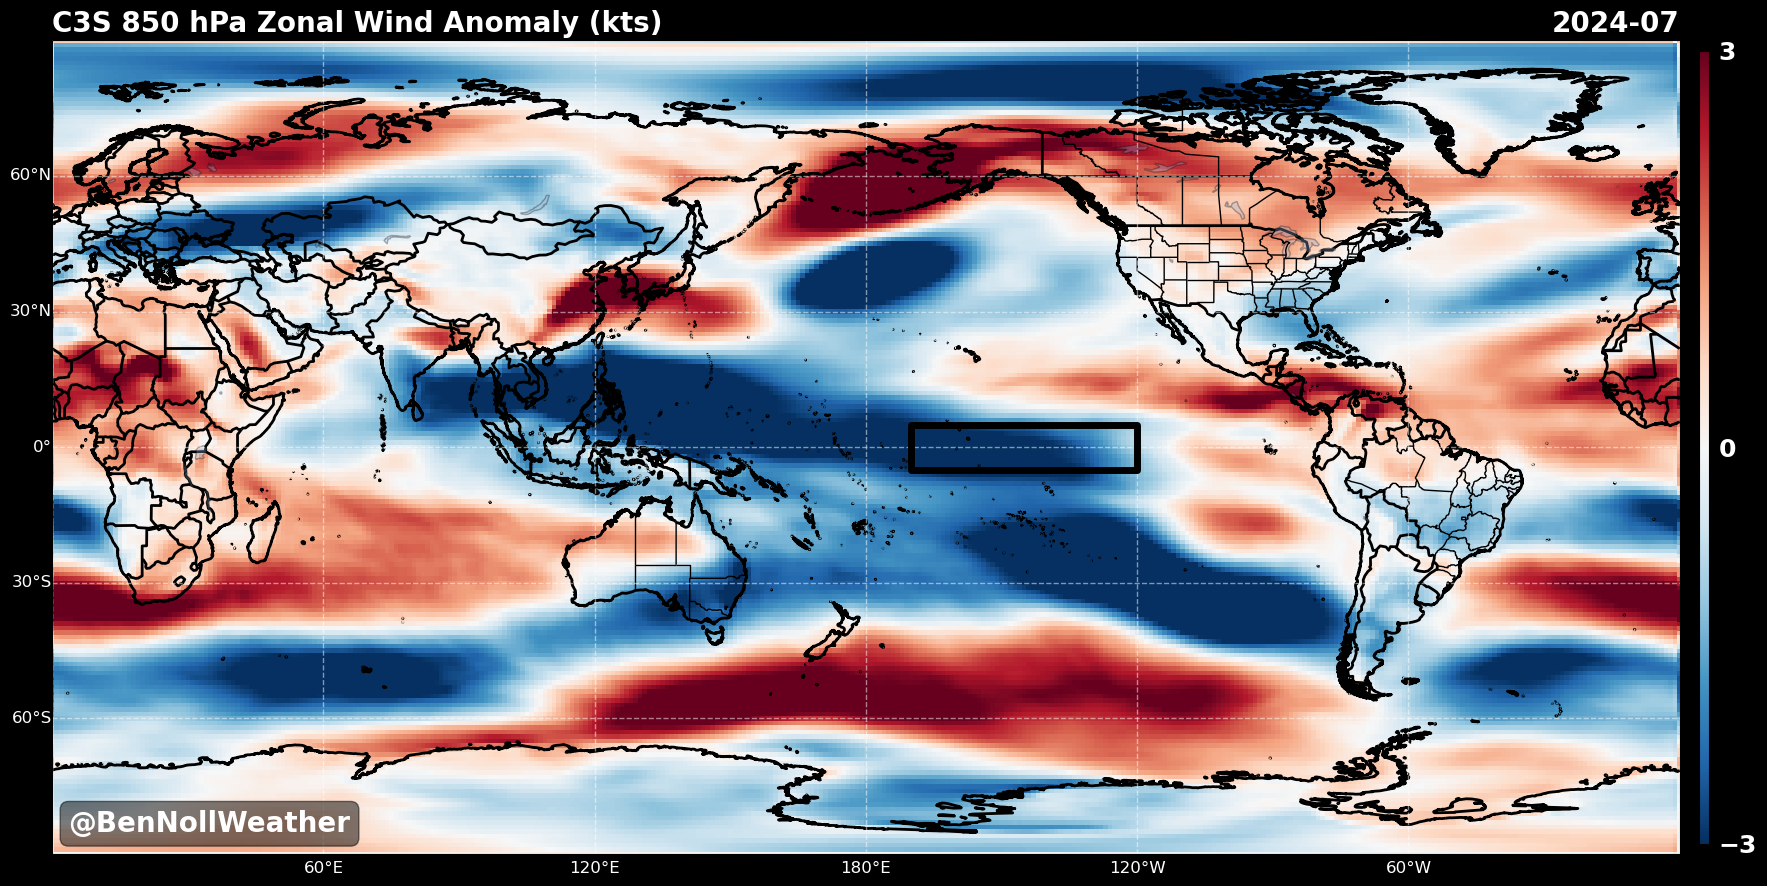 C3S 850 hPa Zonal Wind Anomaly (kts)
2024-07
3
60°N
30°N
0°
0
30°S
60°S
−3
@BenNollWeather
60°E
120°E
180°E
120°W
60°W